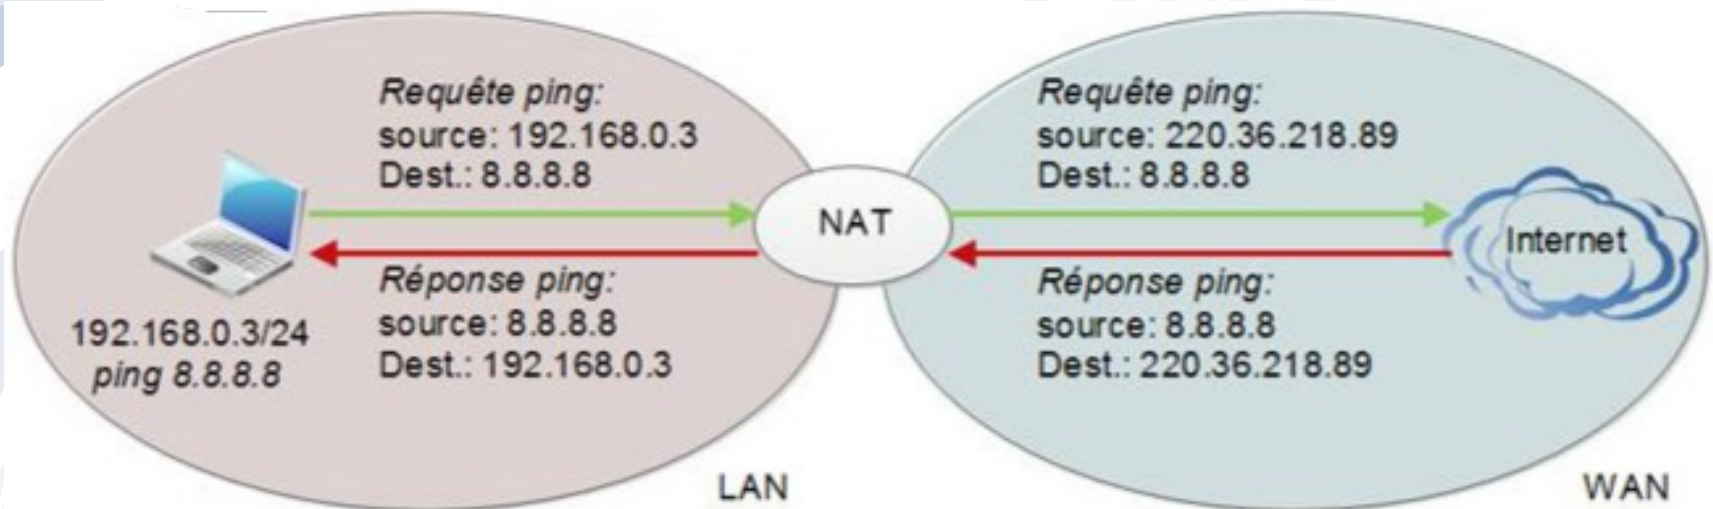 Requête ping:
source: 192.168.0.3
Dest.: 8.8.8.8
Requête ping:
source: 220.36.218.89
Dest.: 8.8.8.8
NAT
Internet
192.168.0.3/24
ping 8.8.8.8
Réponse ping:
source: 8.8.8.8
Dest.: 192.168.0.3
Réponse ping:
source: 8.8.8.8
Dest.: 220.36.218.89
LAN
WAN